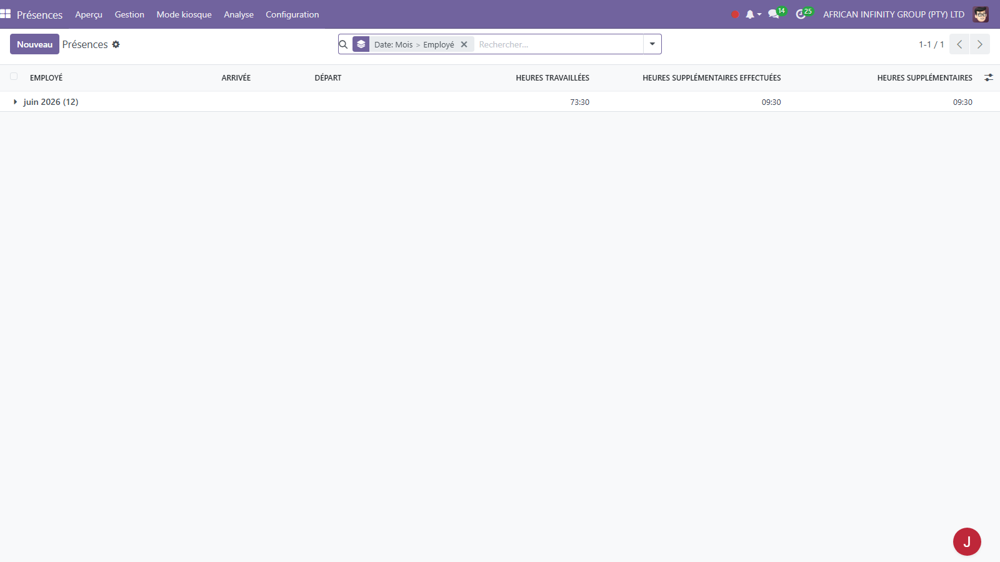 Présences Aperçu Gestion Mode kiosque Analyse Configuration 14 25 AFRICAN INFINITY GROUP (PTY) LTD
Nouveau Présences Date: Mois > Employé Rechercher... 1-1 / 1
EMPLOYÉ ARRIVÉE DÉPART HEURES TRAVAILLÉES HEURES SUPPLÉMENTAIRES EFFECTUÉES HEURES SUPPLÉMENTAIRES
juin 2026 (12) 73:30 09:30 09:30
J